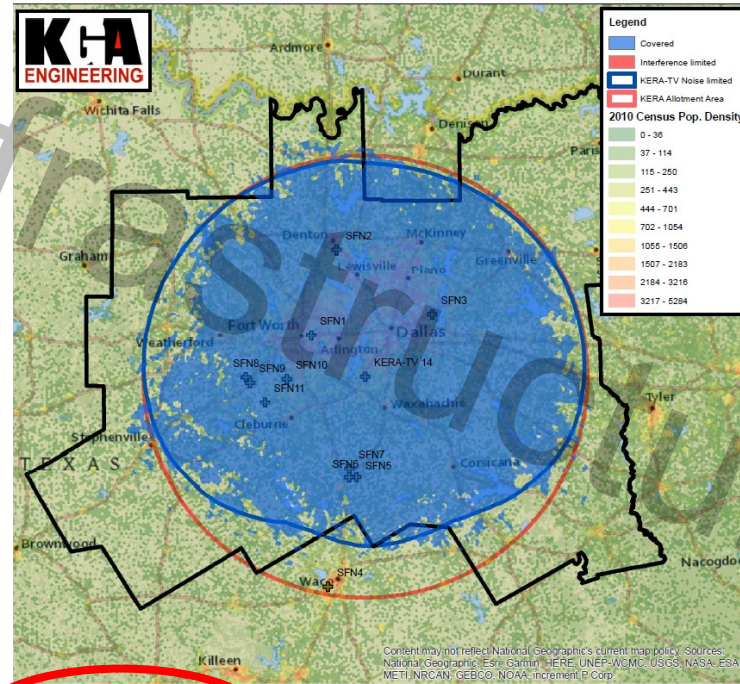 KGA
ENGINEERING
Legend
Covered
Interference limited
KERA-TV Noise limited
KERA Allotment Area
2010 Census Pop. Density
0 - 36
37 - 114
115 - 250
251 - 443
444 - 701
702 - 1054
1055 - 1506
1507 - 2183
2184 - 3216
3217 - 5284
Ardmore
Durant
Wichita Falls
Denison
Paris
SFN2
Denton
McKinney
Graham
Greenville
Lewisville
Plano
SFN3
SFN1
Fort Worth
Dallas
Weatherford
Arlington
SFN8
SFN10
KERA-TV 14
SFN9
SFN11
Waxahachie
Tyler
Cleburne
Stephenville
SFN7
TEXAS
SFN6
SFN5
Corsicana
Brownwood
Nacogdoc
SFN4
Waco
Killeen
frestructu
Content may not reflect National Geographic's current map policy. Sources:
National Geographic, Esri, Garmin, HERE, UNEP-WCMC, USGS, NASA, ESA,
METI, NRCAN, GEBCO, NOAA, increment P Corp.